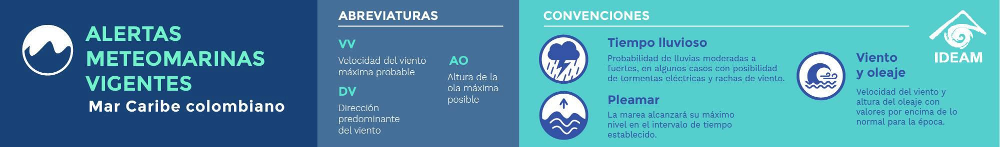 ALERTAS
METEOMARINAS
VIGENTES
Mar Caribe colombiano
ABREVIATURAS
VV
Velocidad del viento
máxima probable
DV
Dirección
predominante
del viento
AO
Altura de la
ola máxima
posible
CONVENCIONES
Tiempo lluvioso
Probabilidad de lluvias moderadas a
fuertes, en algunos casos con posibilidad
de tormentas eléctricas y rachas de viento.
Pleamar
La marea alcanzará su máximo
nivel en el intervalo de tiempo
establecido.
Viento
y oleaje
Velocidad del viento y
altura del oleaje con
valores por encima de lo
normal para la época.
IDEAM